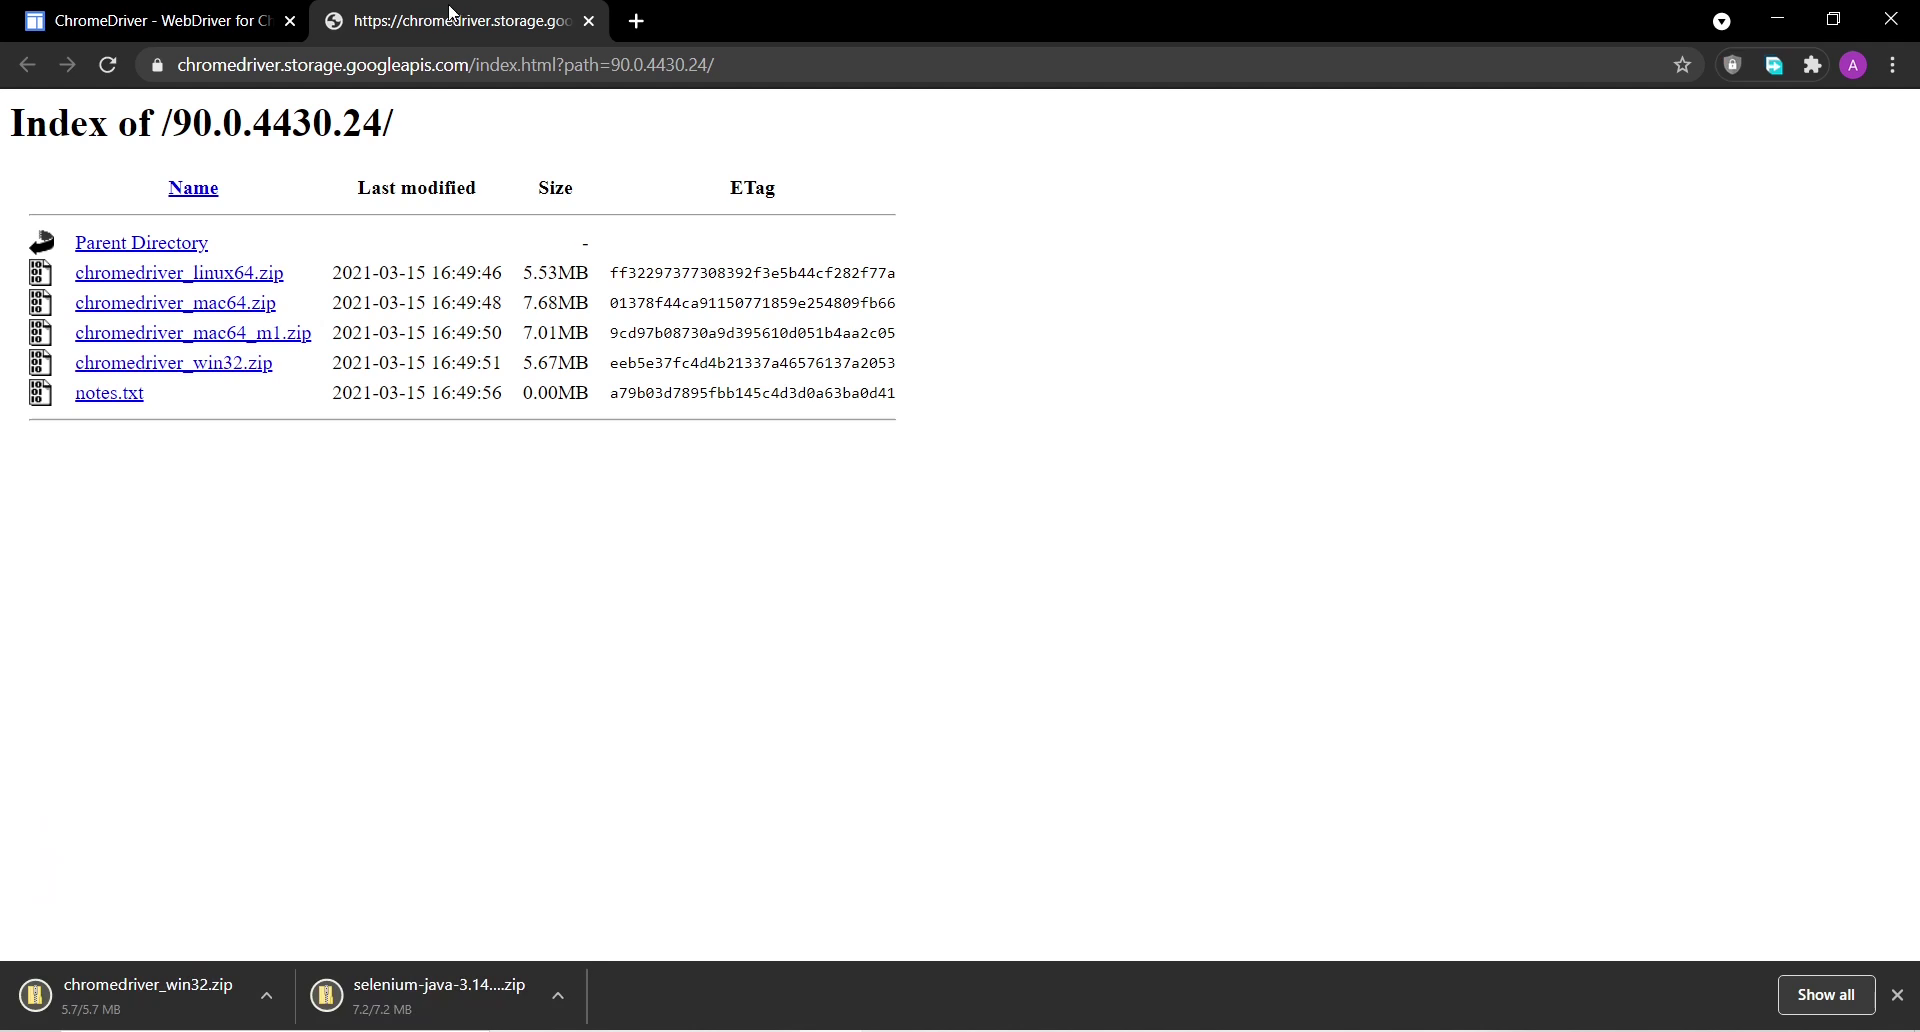 ChromeDriver - WebDriver for Ch
https://chromedriver.storage.goo
chromedriver.storage.googleapis.com/index.html?path=90.0.4430.24/
A
Index of /90.0.4430.24/
Name Last modified Size ETag
Parent Directory -
chromedriver_linux64.zip 2021-03-15 16:49:46 5.53MB ff32297377308392f3e5b44cf282f77a
chromedriver_mac64.zip 2021-03-15 16:49:48 7.68MB 01378f44ca91150771859e254809fb66
chromedriver_mac64_m1.zip 2021-03-15 16:49:50 7.01MB 9cd97b08730a9d395610d051b4aa2c05
chromedriver_win32.zip 2021-03-15 16:49:51 5.67MB eeb5e37fc4d4b21337a46576137a2053
notes.txt 2021-03-15 16:49:56 0.00MB a79b03d7895fbb145c4d3d0a63ba0d41
chromedriver_win32.zip
5.7/5.7 MB
selenium-java-3.14....zip
7.2/7.2 MB
Show all